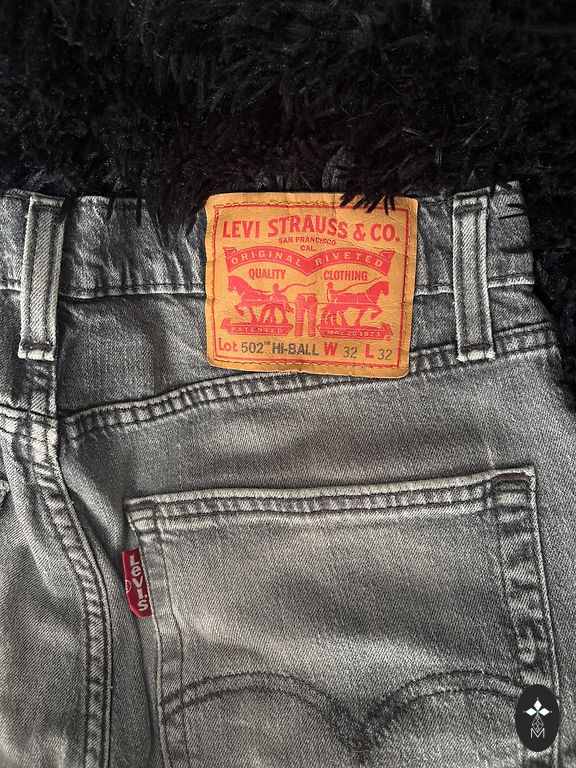 LEVI STRAUSS & CO.
SAN FRANCISCO
CAL.
ORIGINAL RIVETED
QUALITY CLOTHING
PATENTED MAY 20 1873
Lot 502™ HI-BALL W 32 L 32
LEVI'S
M